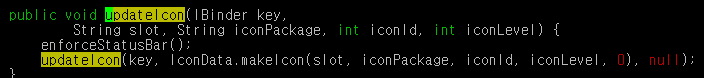 public void updateIcon(IBinder key,
String slot, String iconPackage, int iconId, int iconLevel) {
enforceStatusBar();
updateIcon(key, IconData.makeIcon(slot, iconPackage, iconId, iconLevel, 0), null);
}